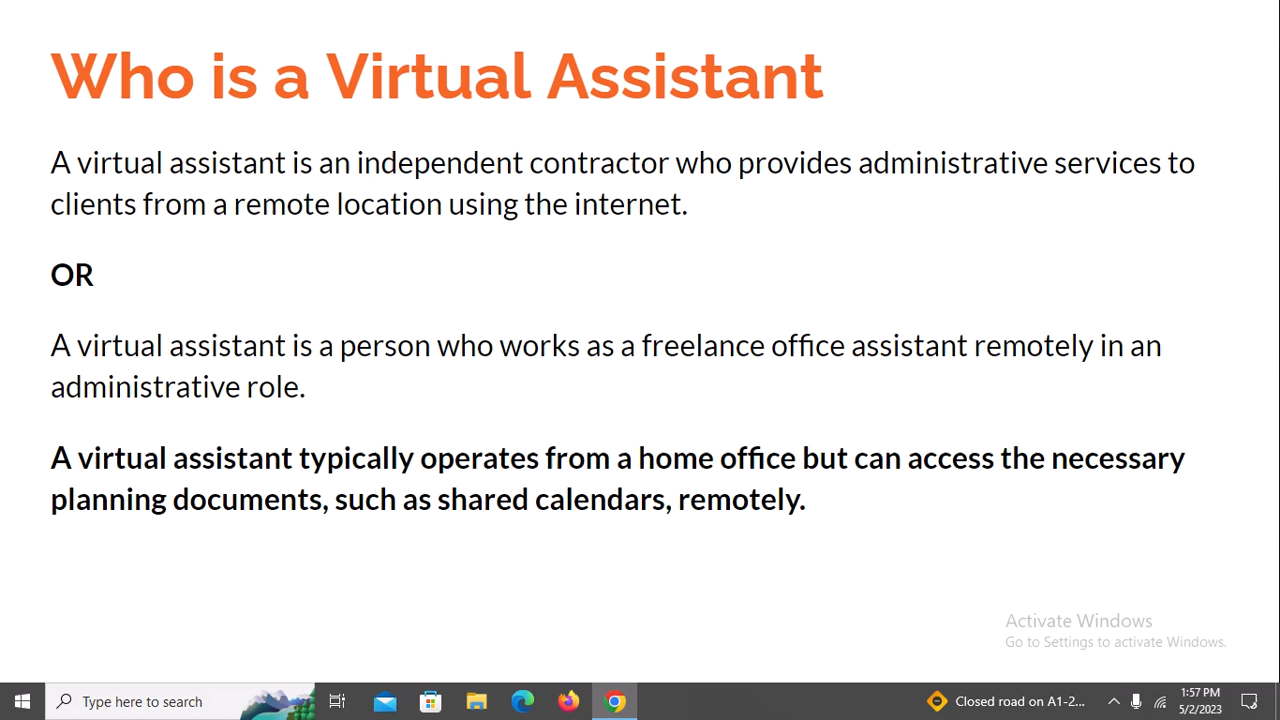 Who is a Virtual Assistant
A virtual assistant is an independent contractor who provides administrative services to
clients from a remote location using the internet.
OR
A virtual assistant is a person who works as a freelance office assistant remotely in an
administrative role.
A virtual assistant typically operates from a home office but can access the necessary
planning documents, such as shared calendars, remotely.
Activate Windows
Go to Settings to activate Windows.
Type here to search
Closed road on A1-2...
1:57 PM
5/2/2023